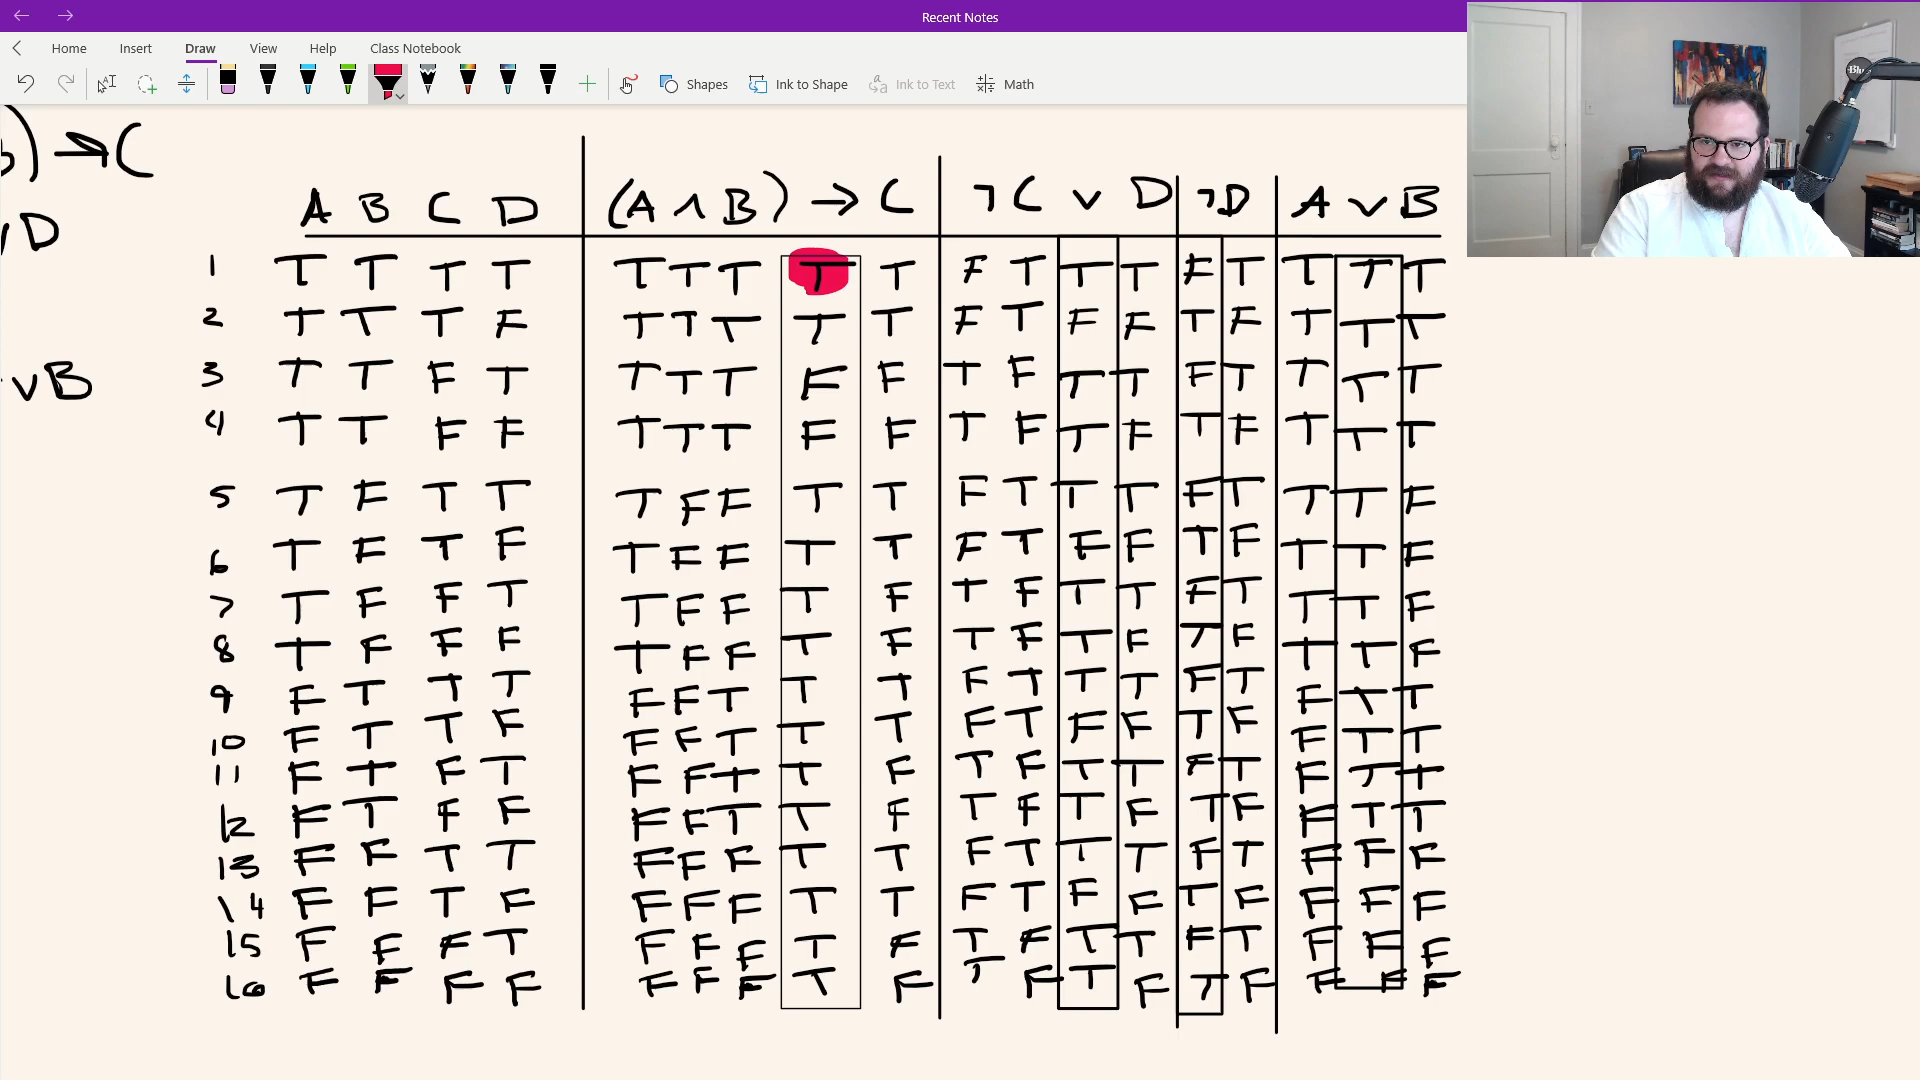 Recent Notes
Home Insert Draw View Help Class Notebook
Shapes Ink to Shape Ink to Text Math
Blue
) → C
D
∨ B
A B C D (A ∧ B) → C ¬ C ∨ D ¬D A ∨ B
1 T T T T T T T T T F T T T F T T T T
2 T T T F T T T T T F T F F T F T T T
3 T T F T T T T F F T F T T F T T T T
4 T T F F T T T F F T F T F T F T T T
5 T F T T T F F T T F T T T F T T T F
6 T F T F T F F T T F T F F T F T T F
7 T F F T T F F T F T F T T F T T T F
8 T F F F T F F T F T F T F T F T T F
9 F T T T F F T T T F T T T F T F T T
10 F T T F F F T T T F T F F T F F T T
11 F T F T F F T T F T F T T F T F T T
12 F T F F F F T T F T F T F T F F T T
13 F F T T F F F T T F T T T F T F F F
14 F F T F F F F T T F T F F T F F F F
15 F F F T F F F T F T F T T F T F F F
16 F F F F F F F T F T F T F T F F F F